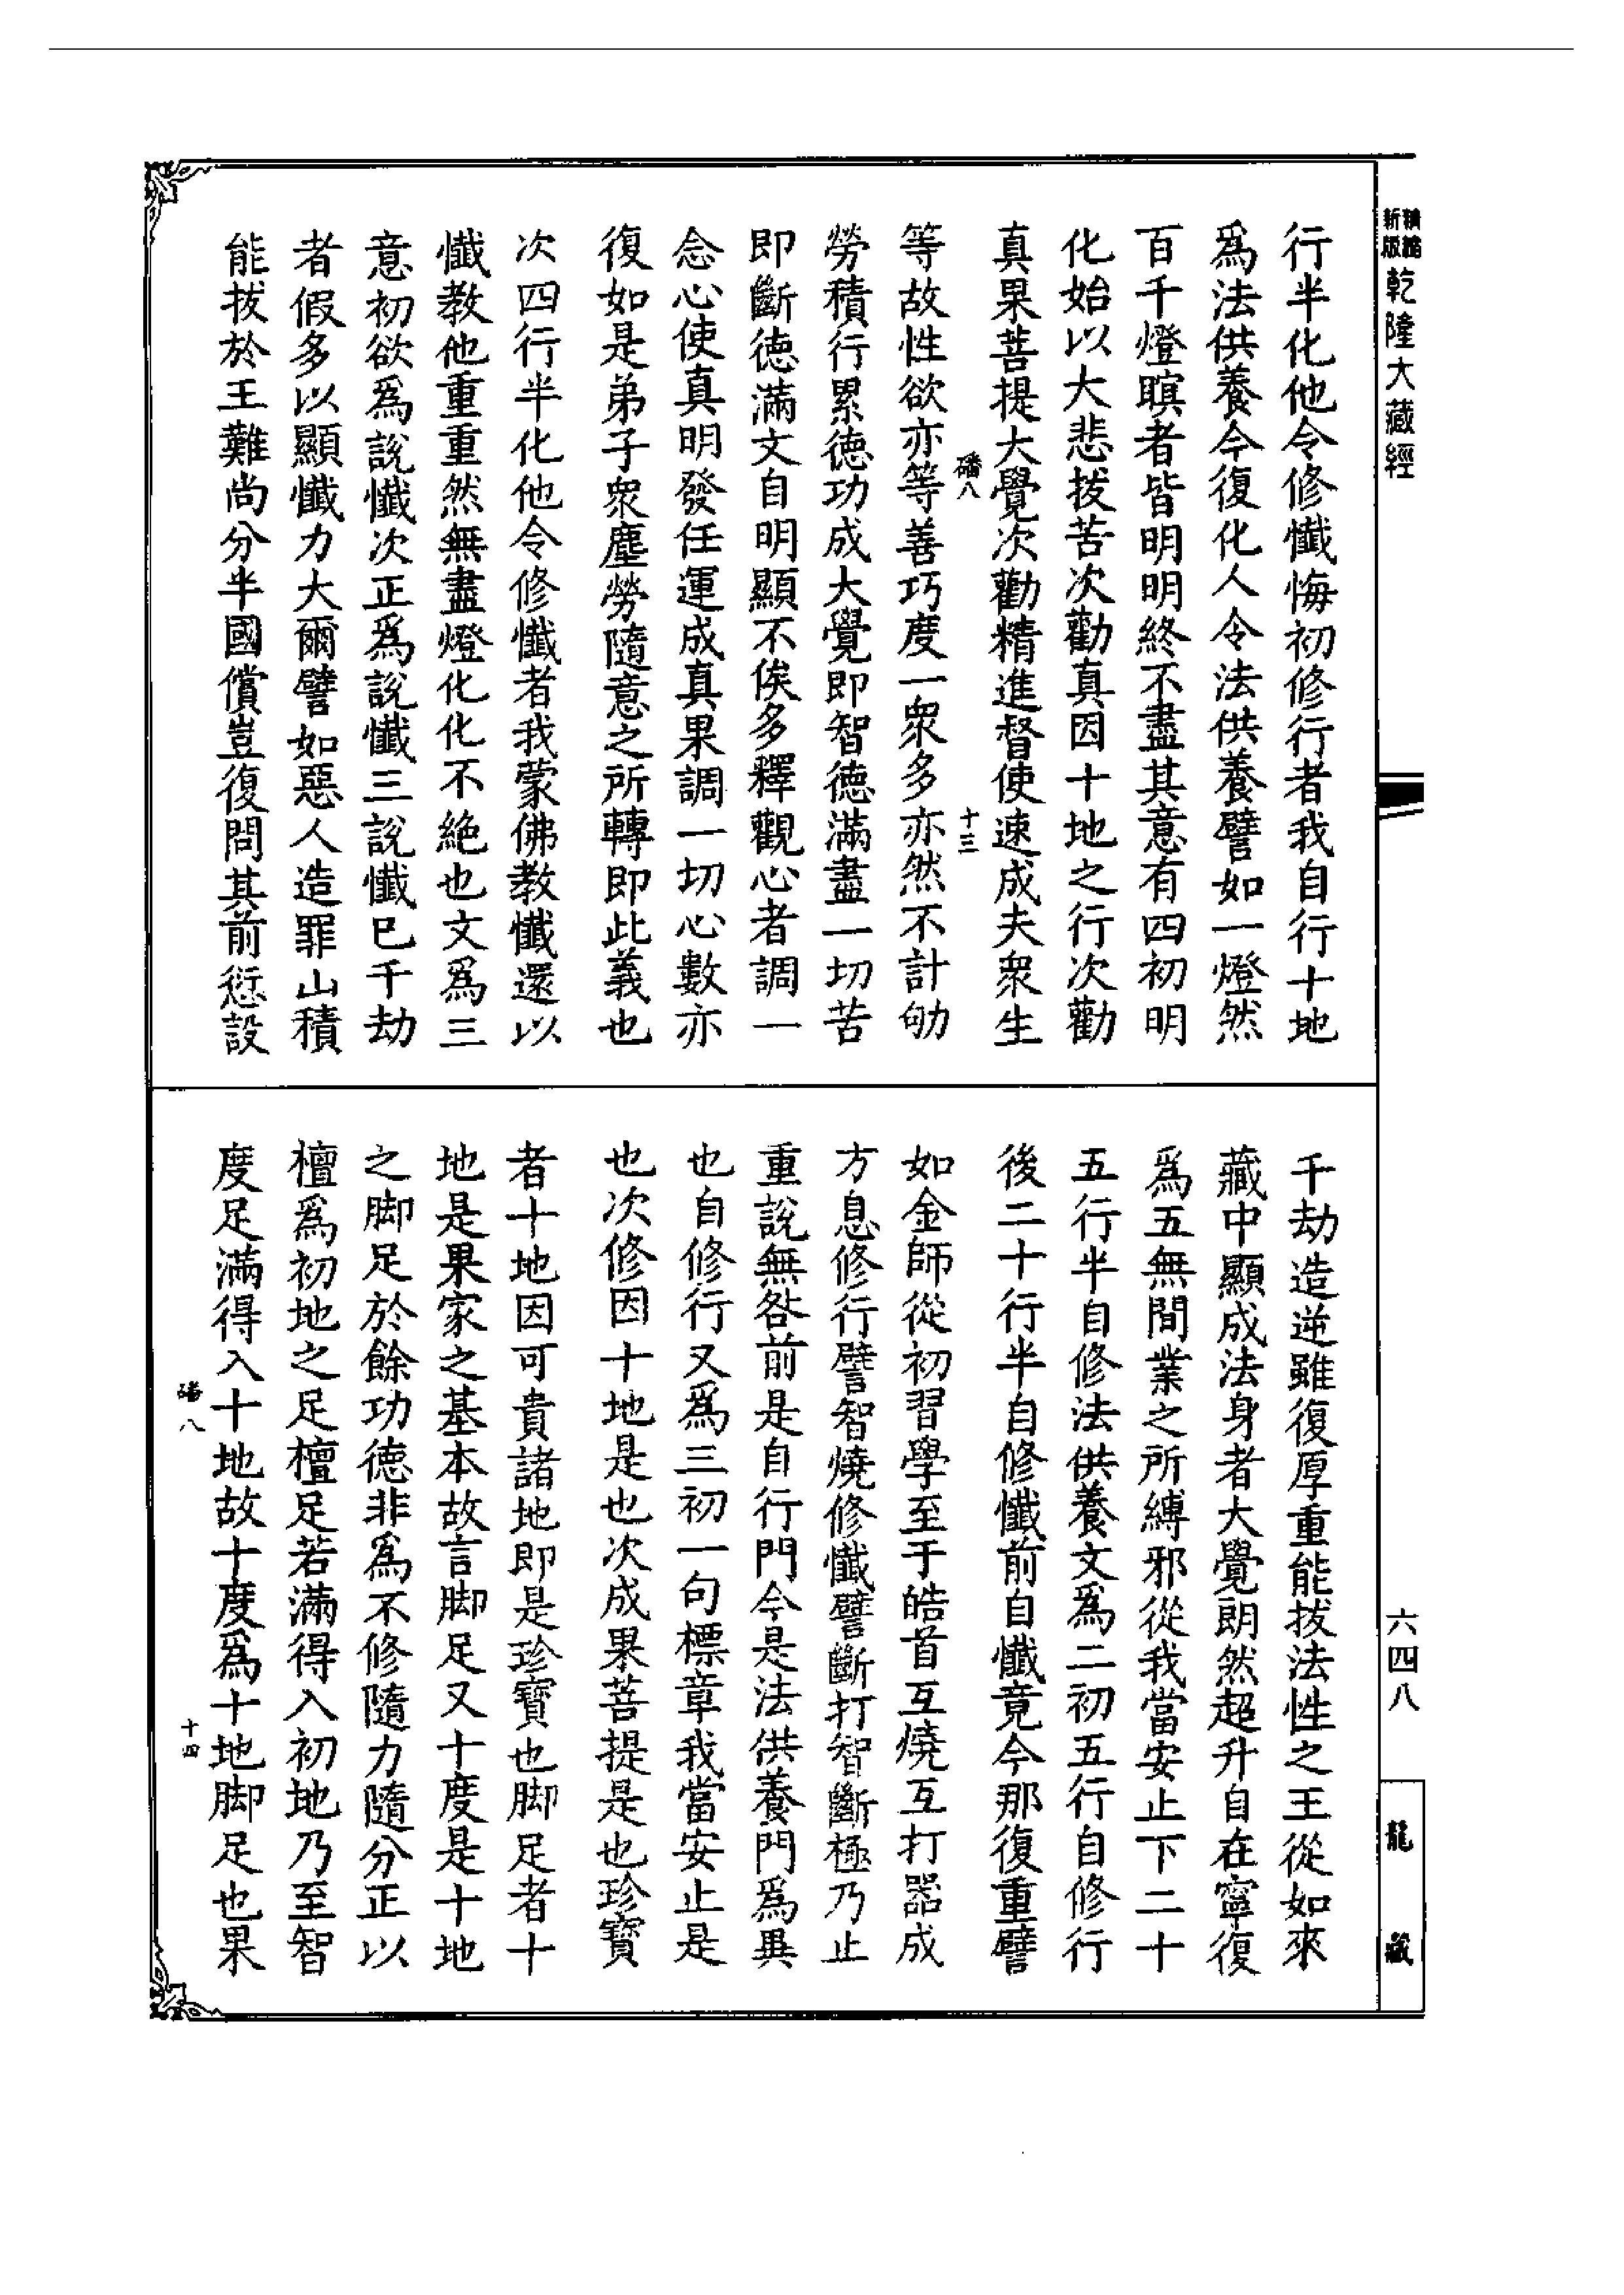 新版精縮乾隆大藏經
行半化他令修懺悔初修行者我自行十地
爲法供養今復化人令法供養譬如一燈然
百千燈瞑者皆明明終不盡其意有四初明
化始以大悲拔苦次勸真因十地之行次勸
真果菩提大覺次勸精進督使速成夫衆生
磻八 十三
等故性欲亦等等善巧度一衆多亦然不計劬
勞積行累德功成大覺即智德滿盡一切苦
即斷德滿文自明顯不俟多釋觀心者調一
念心使真明發任運成真果調一切心數亦
復如是弟子衆塵勞隨意之所轉即此義也
次四行半化他令修懺者我蒙佛教懺還以
懺教他重重然無盡燈化化不絶也文爲三
意初欲爲說懺次正爲說懺三說懺已千劫
者假多以顯懺力大爾譬如惡人造罪山積
能拔於王難尚分半國償豈復問其前愆設
千劫造逆雖復厚重能拔法性之王從如來
藏中顯成法身者大覺朗然超升自在寧復
爲五無間業之所縛邪從我當安止下二十
五行半自修法供養文爲二初五行自修行
後二十行半自修懺前自懺竟今那復重譬
如金師從初習學至于皓首互燒互打器成
方息修行譬智燒修懺譬斷打智斷極乃止
重說無咎前是自行門今是法供養門爲異
也自修行又爲三初一句標章我當安止是
也次修因十地是也次成果菩提是也珍寶
者十地因可貴諸地即是珍寶也脚足者十
地是果家之基本故言脚足又十度是十地
之脚足於餘功德非爲不修隨力隨分正以
檀爲初地之足檀足若滿得入初地乃至智
度足滿得入十地故十度爲十地脚足也果
磻八 十四
六四八
龍藏